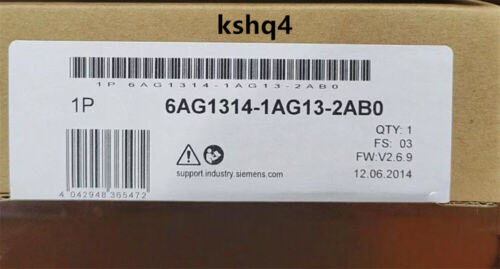 kshq4
1P 6AG1314-1AG13-2AB0
1P 6AG1314-1AG13-2AB0
QTY: 1
FS: 03
FW:V2.6.9
support.industry.siemens.com
12.06.2014
4 042948 365472